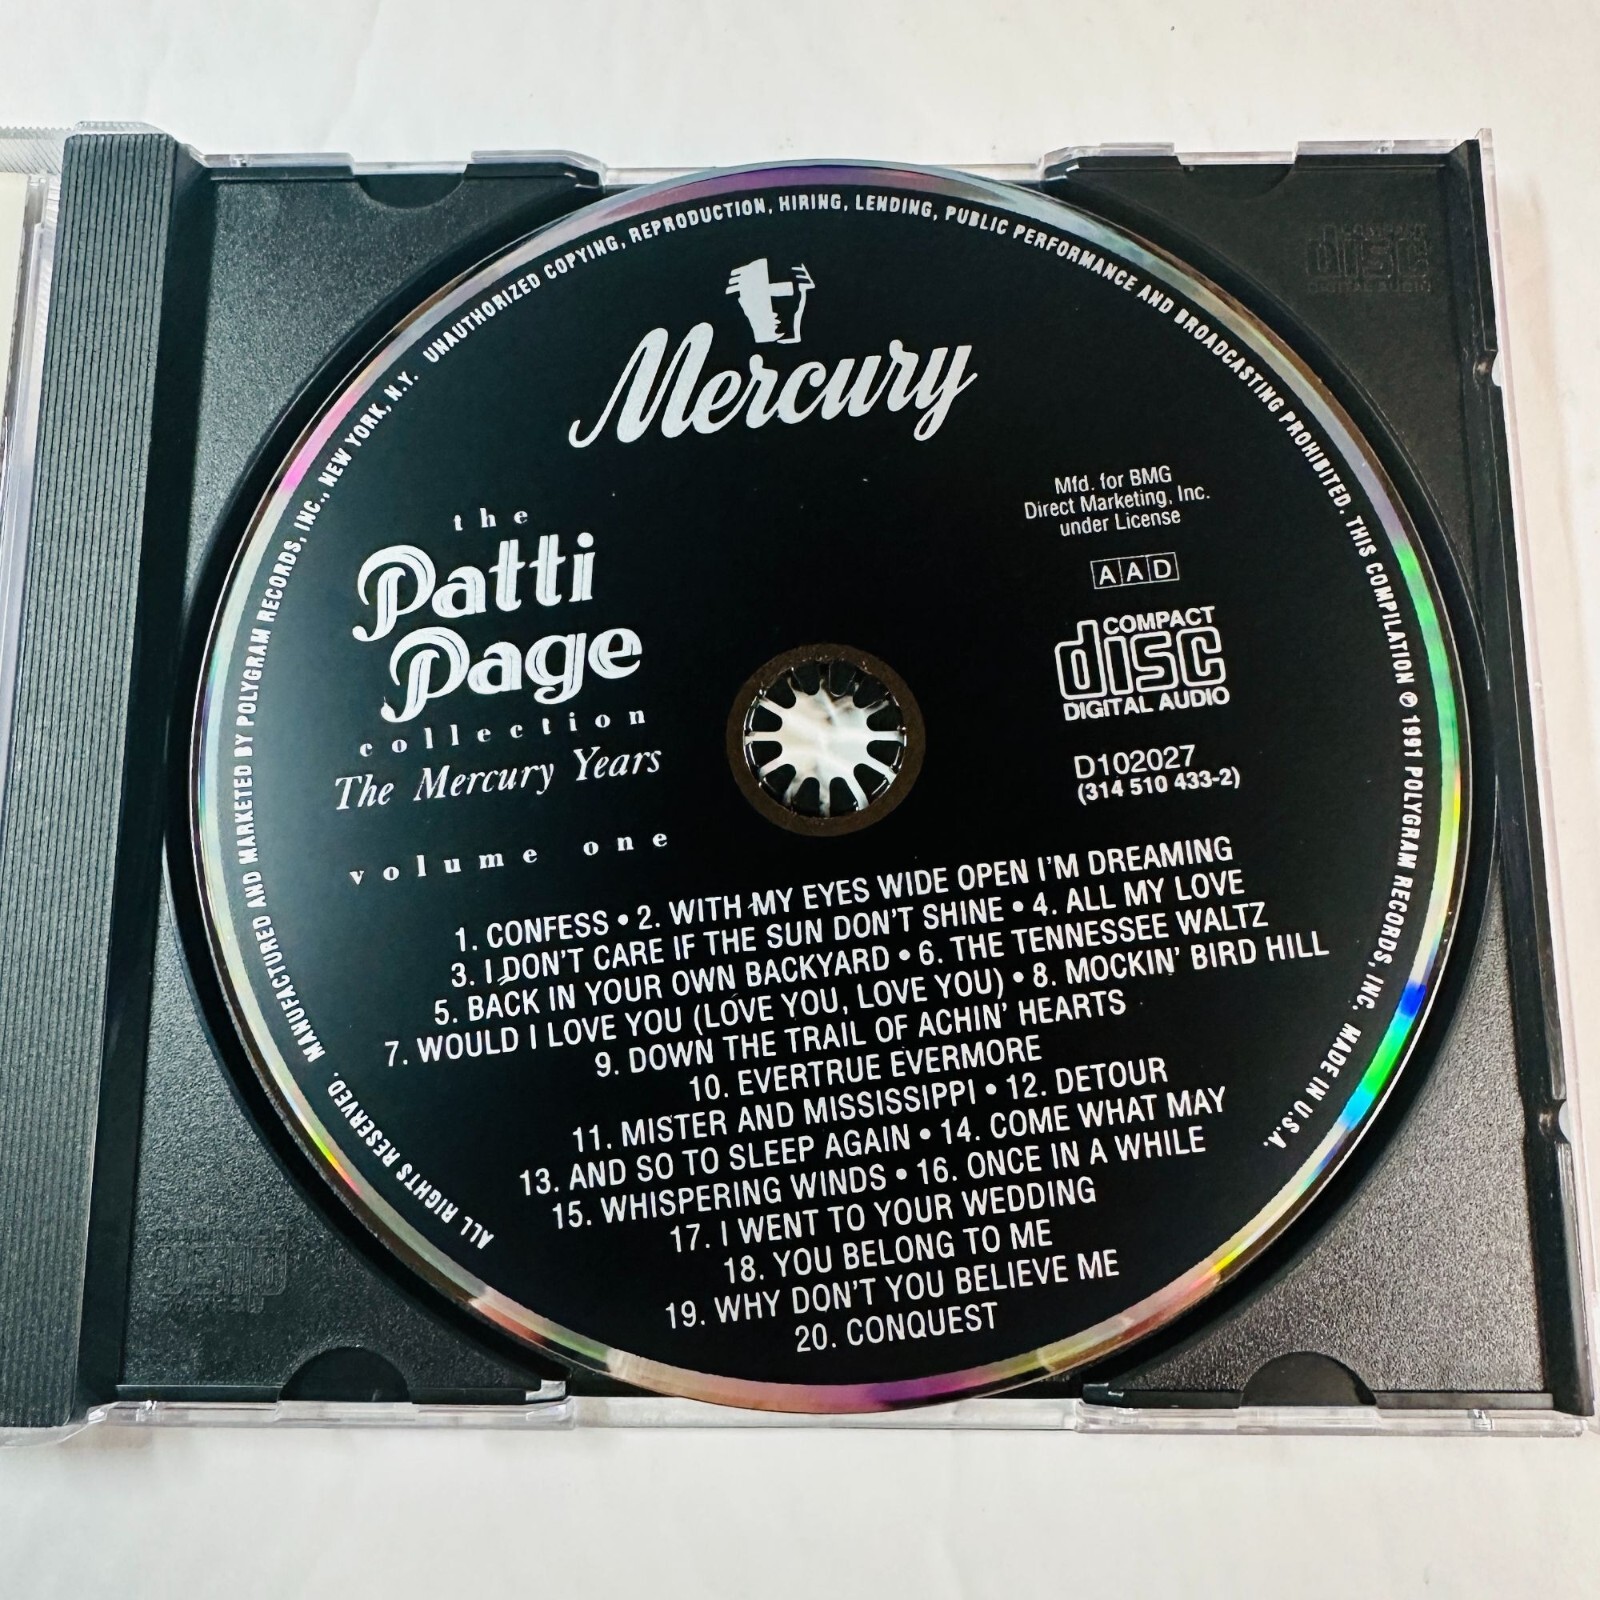 ALL RIGHTS RESERVED. MANUFACTURED AND MARKETED BY POLYGRAM RECORDS, INC., NEW YORK, N.Y. UNAUTHORIZED COPYING, REPRODUCTION, HIRING, LENDING, PUBLIC PERFORMANCE AND BROADCASTING PROHIBITED. THIS COMPILATION ℗ 1991 POLYGRAM RECORDS, INC. MADE IN U.S.A.
Mercury
the
Patti
Page
collection
The Mercury Years
volume one
Mfd. for BMG
Direct Marketing, Inc.
under License
AAD
COMPACT
disc
DIGITAL AUDIO
D102027
(314 510 433-2)
1. CONFESS • 2. WITH MY EYES WIDE OPEN I'M DREAMING
3. I DON'T CARE IF THE SUN DON'T SHINE • 4. ALL MY LOVE
5. BACK IN YOUR OWN BACKYARD • 6. THE TENNESSEE WALTZ
7. WOULD I LOVE YOU (LOVE YOU, LOVE YOU) • 8. MOCKIN' BIRD HILL
9. DOWN THE TRAIL OF ACHIN' HEARTS
10. EVERTRUE EVERMORE
11. MISTER AND MISSISSIPPI • 12. DETOUR
13. AND SO TO SLEEP AGAIN • 14. COME WHAT MAY
15. WHISPERING WINDS • 16. ONCE IN A WHILE
17. I WENT TO YOUR WEDDING
18. YOU BELONG TO ME
19. WHY DON'T YOU BELIEVE ME
20. CONQUEST
COMPACT
disc
DIGITAL AUDIO